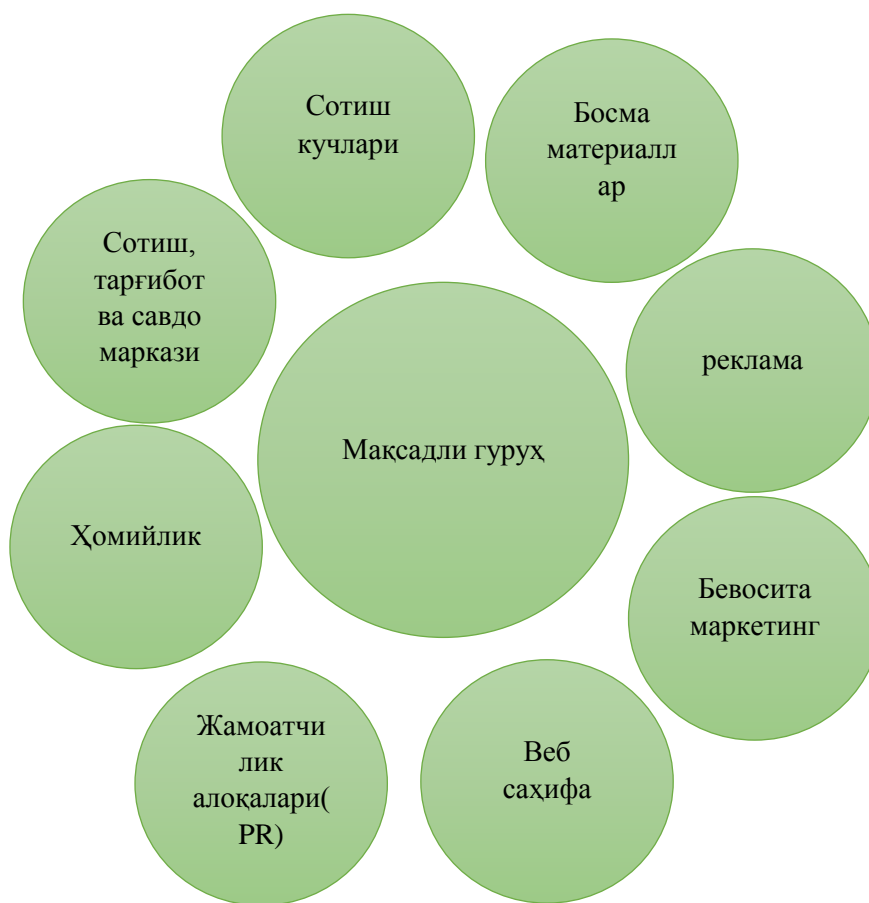 Сотиш
кучлари
Босма
материалл
ар
Сотиш,
тарғибот
ва савдо
маркази
реклама
Мақсадли гуруҳ
Ҳомийлик
Бевосита
маркетинг
Жамоатчи
лик
алоқалари(
PR)
Веб
саҳифа